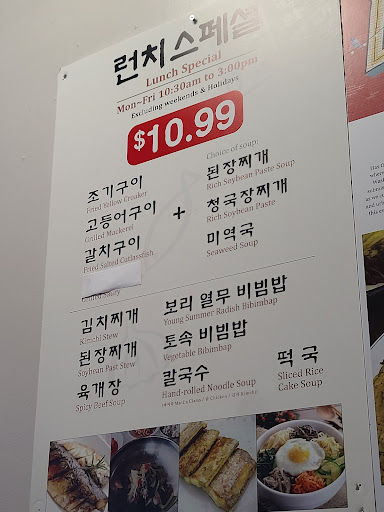 런치스페셜
Lunch Special
Mon~Fri 10:30am to 3:00pm
Excluding weekends & Holidays
$10.99
조기구이
Fried Yellow Croaker
고등어구이
Grilled Mackerel
갈치구이
Fried Salted Cutlassfish
+
Choice of soup:
된장찌개
Rich Soybean Paste Soup
청국장찌개
Rich Soybean Paste
미역국
Seaweed Soup
김치찌개
Kimchi Stew
된장찌개
Soybean Past Stew
육개장
Spicy Beef Soup
보리 열무 비빔밥
Young Summer Radish Bibimbap
토속 비빔밥
Vegetable Bibimbap
칼국수
Hand-rolled Noodle Soup
떡국
Sliced Rice
Cake Soup